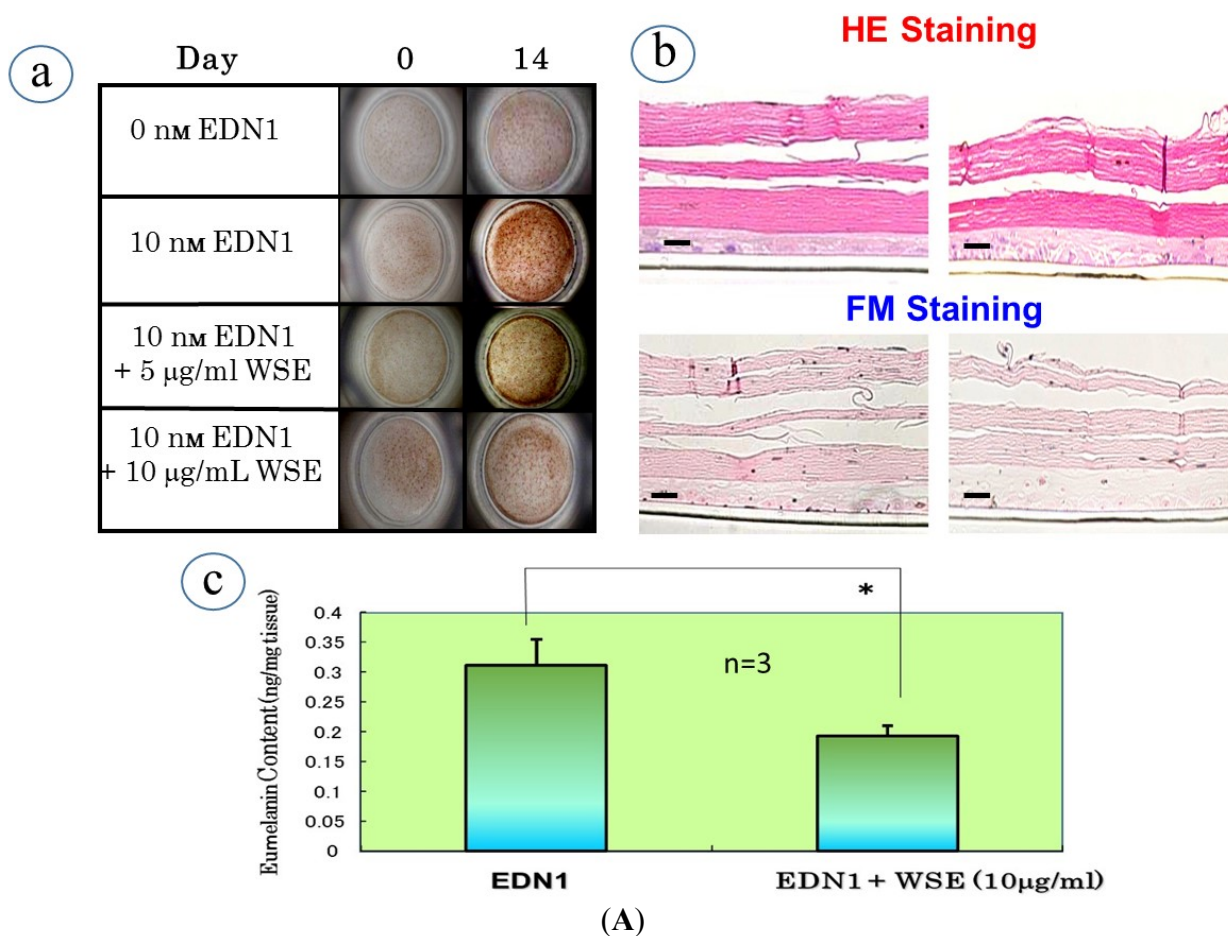 a
Day 0 14
0 nM EDN1
10 nM EDN1
10 nM EDN1
+ 5 μg/ml WSE
10 nM EDN1
+ 10 μg/mL WSE
b
HE Staining
FM Staining
c
Eumelanin Content (ng/mg tissue)
0.4
0.35
0.3
0.25
0.2
0.15
0.1
0.05
0
*
n=3
EDN1
EDN1 + WSE (10μg/ml)
(A)